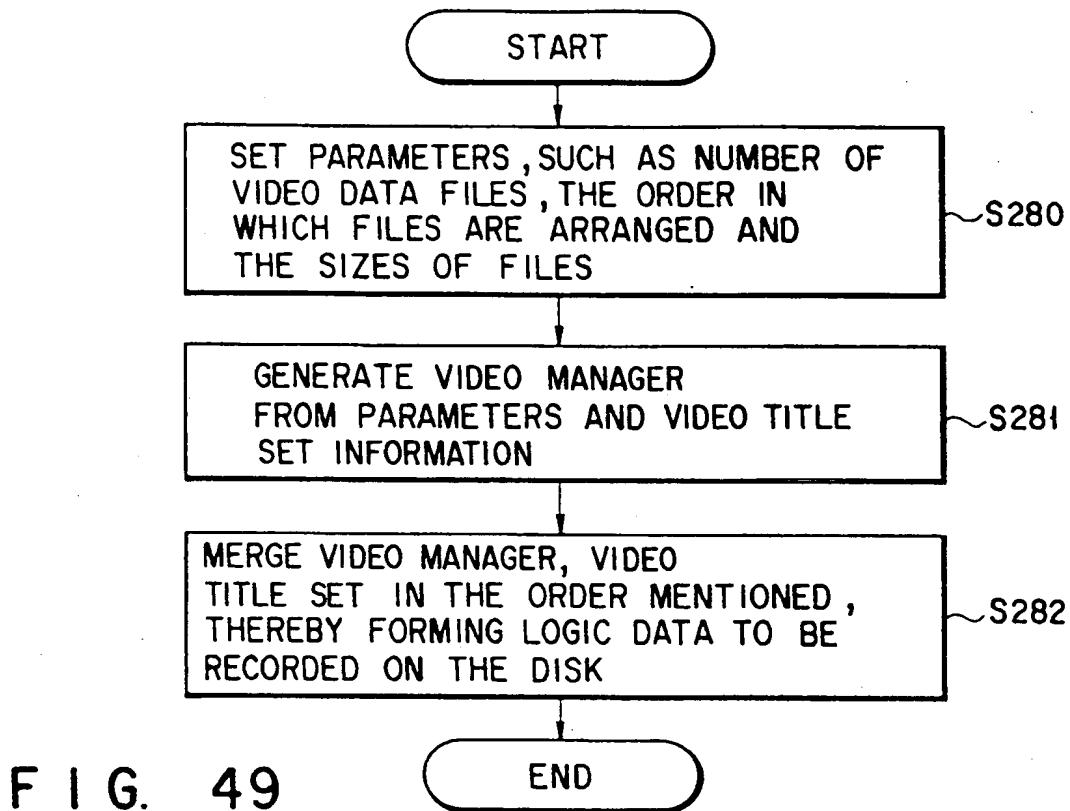 START
SET PARAMETERS, SUCH AS NUMBER OF
VIDEO DATA FILES, THE ORDER IN
WHICH FILES ARE ARRANGED AND
THE SIZES OF FILES
S280
GENERATE VIDEO MANAGER
FROM PARAMETERS AND VIDEO TITLE
SET INFORMATION
S281
MERGE VIDEO MANAGER, VIDEO
TITLE SET IN THE ORDER MENTIONED,
THEREBY FORMING LOGIC DATA TO BE
RECORDED ON THE DISK
S282
END
FIG. 49